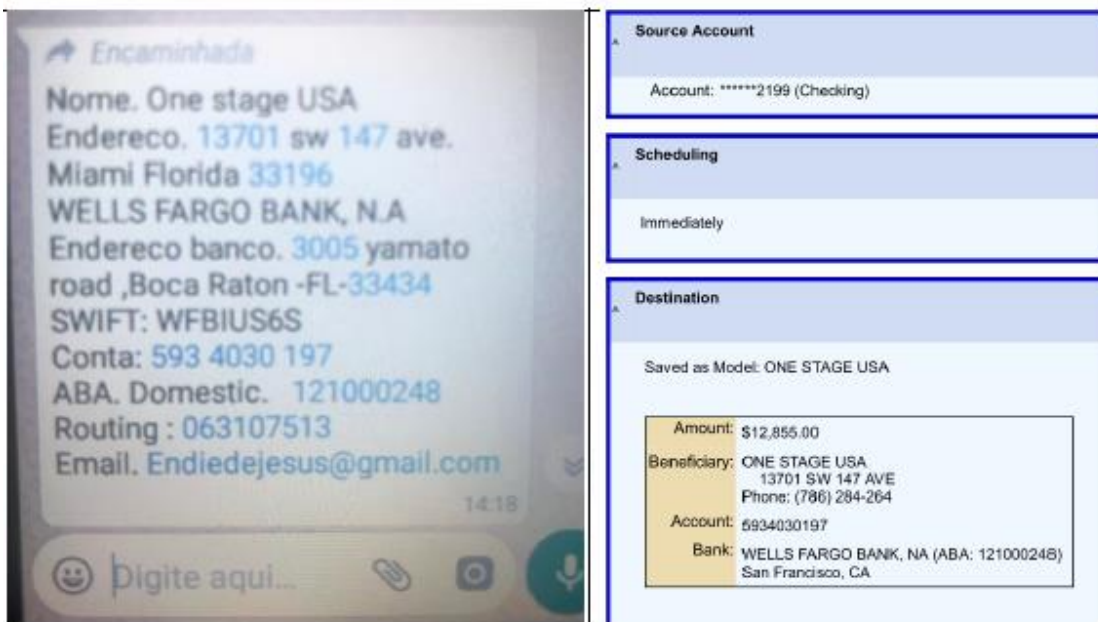 Encaminhada
Nome. One stage USA
Endereco. 13701 sw 147 ave.
Miami Florida 33196
WELLS FARGO BANK, N.A
Endereco banco. 3005 yamato
road ,Boca Raton -FL-33434
SWIFT: WFBIUS6S
Conta: 593 4030 197
ABA. Domestic. 121000248
Routing : 063107513
Email. Endiedejesus@gmail.com
14:18
Digite aqui...
Source Account
Account: ******2199 (Checking)
Scheduling
Immediately
Destination
Saved as Model: ONE STAGE USA
Amount: $12,855.00
Beneficiary: ONE STAGE USA
13701 SW 147 AVE
Phone: (786) 284-264
Account: 5934030197
Bank: WELLS FARGO BANK, NA (ABA: 121000248)
San Francisco, CA